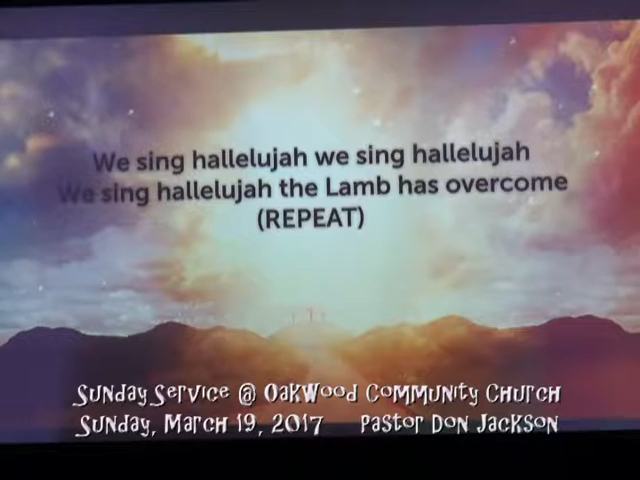 We sing hallelujah we sing hallelujah
We sing hallelujah the Lamb has overcome
(REPEAT)
Sunday Service @ Oakwood Community Church
Sunday, March 19, 2017 Pastor Don Jackson